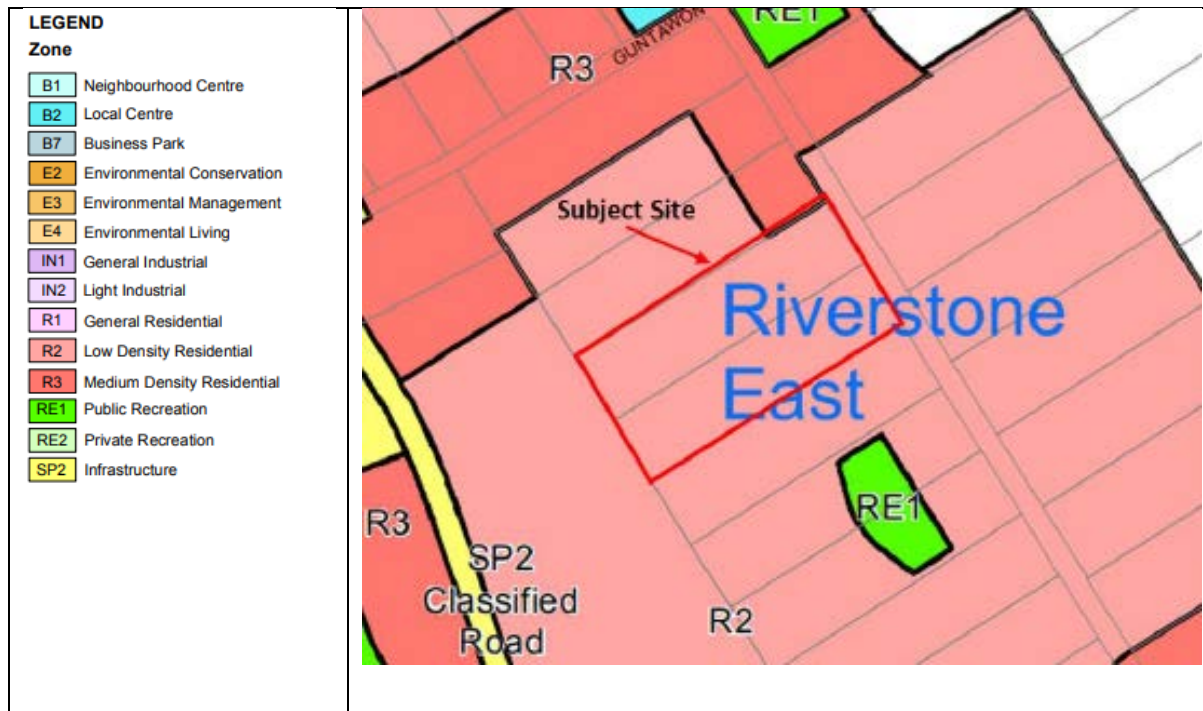 LEGEND
Zone
B1 Neighbourhood Centre
B2 Local Centre
B7 Business Park
E2 Environmental Conservation
E3 Environmental Management
E4 Environmental Living
IN1 General Industrial
IN2 Light Industrial
R1 General Residential
R2 Low Density Residential
R3 Medium Density Residential
RE1 Public Recreation
RE2 Private Recreation
SP2 Infrastructure
RE1
GUNTAWON
R3
Subject Site
Riverstone
East
RE1
R3
SP2
Classified
Road
R2